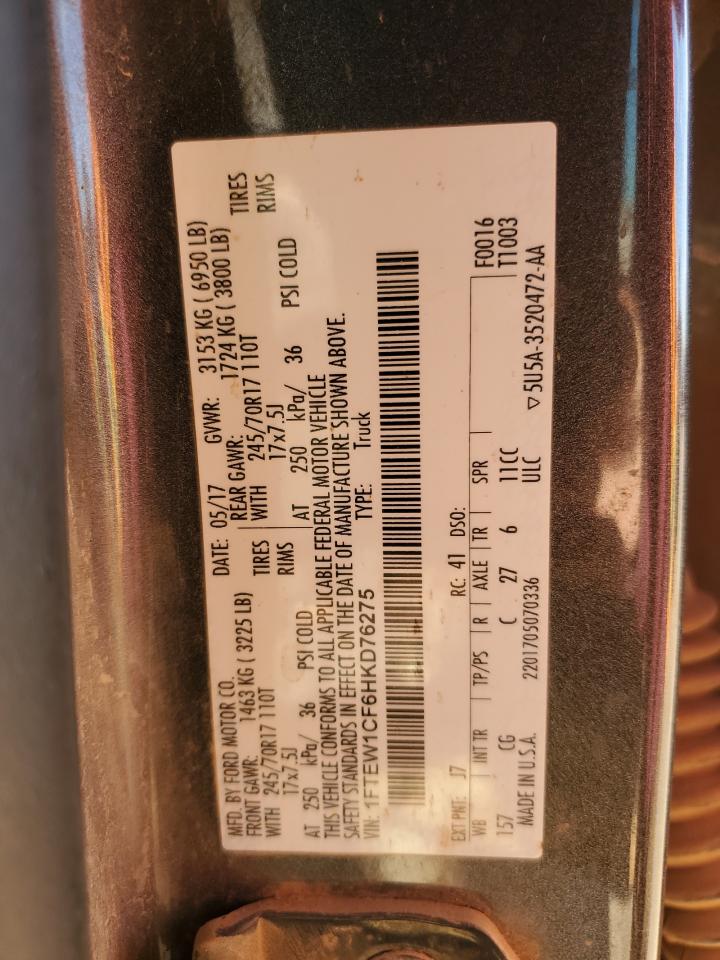 MFD. BY FORD MOTOR CO.
DATE: 05/17 GVWR: 3153 KG ( 6950 LB)
FRONT GAWR: 1463 KG ( 3225 LB) REAR GAWR: 1724 KG ( 3800 LB)
WITH 245/70R17 110T TIRES WITH 245/70R17 110T TIRES
17x7.5J RIMS 17x7.5J RIMS
AT 250 kPa/ 36 PSI COLD AT 250 kPa/ 36 PSI COLD
THIS VEHICLE CONFORMS TO ALL APPLICABLE FEDERAL MOTOR VEHICLE
SAFETY STANDARDS IN EFFECT ON THE DATE OF MANUFACTURE SHOWN ABOVE.
VIN: 1FTEW1CF6HKD76275 TYPE: Truck
EXT PNT: J7 RC: 41 DSO: F0016
WB INT TR TP/PS R AXLE TR SPR T1003
157 CG C 27 6 11CC
MADE IN U.S.A. 2201705070336 ULC ▽5U5A-3520472-AA